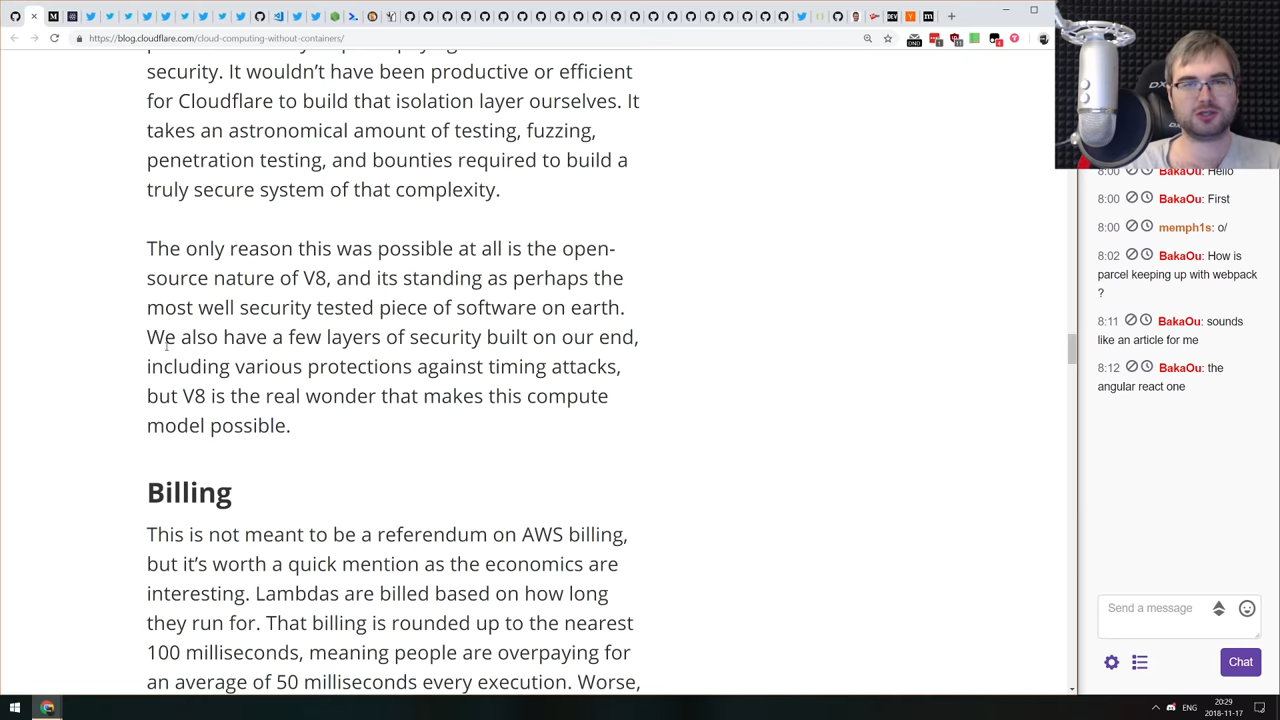 https://blog.cloudflare.com/cloud-computing-without-containers/
security. It wouldn’t have been productive or efficient
for Cloudflare to build that isolation layer ourselves. It
takes an astronomical amount of testing, fuzzing,
penetration testing, and bounties required to build a
truly secure system of that complexity.
The only reason this was possible at all is the open-
source nature of V8, and its standing as perhaps the
most well security tested piece of software on earth.
We also have a few layers of security built on our end,
including various protections against timing attacks,
but V8 is the real wonder that makes this compute
model possible.
Billing
This is not meant to be a referendum on AWS billing,
but it’s worth a quick mention as the economics are
interesting. Lambdas are billed based on how long
they run for. That billing is rounded up to the nearest
100 milliseconds, meaning people are overpaying for
an average of 50 milliseconds every execution. Worse,
8:00 BakaOu: Hello
8:00 BakaOu: First
8:00 memph1s: o/
8:02 BakaOu: How is
parcel keeping up with webpack
?
8:11 BakaOu: sounds
like an article for me
8:12 BakaOu: the
angular react one
Send a message
Chat
ENG
20:29
2018-11-17